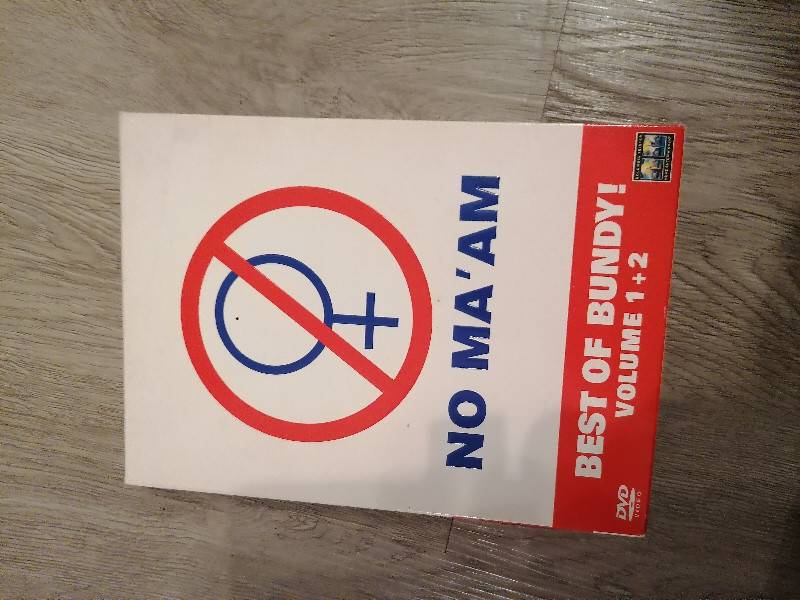 NO MA'AM
BEST OF BUNDY!
VOLUME 1+2
DVD
VIDEO